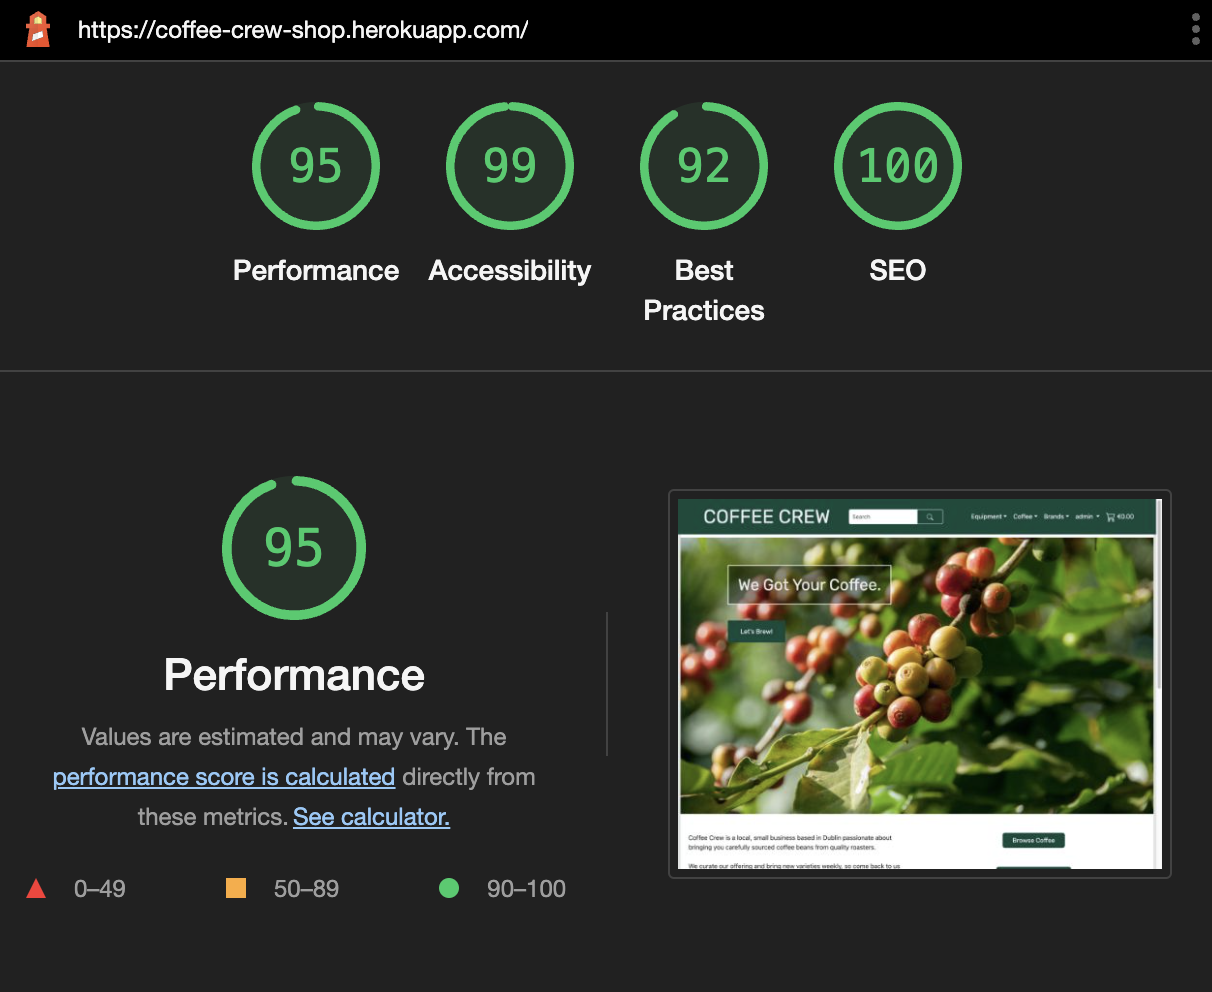 https://coffee-crew-shop.herokuapp.com/
95
99
92
100
Performance
Accessibility
Best
Practices
SEO
95
Performance
Values are estimated and may vary. The
performance score is calculated directly from
these metrics. See calculator.
0–49
50–89
90–100
COFFEE CREW
Search
Equipment
Coffee
Brands
admin
€0.00
We Got Your Coffee.
Let's Brew!
Coffee Crew is a local, small business based in Dublin passionate about
bringing you carefully sourced coffee beans from quality roasters.
Browse Coffee
We curate our offering and bring new varieties weekly, so come back to us